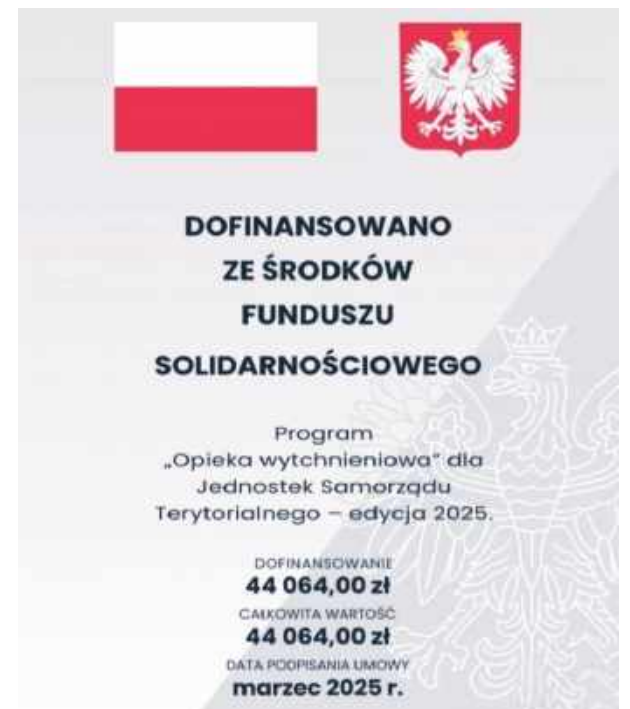 DOFINANSOWANO
ZE ŚRODKÓW
FUNDUSZU
SOLIDARNOŚCIOWEGO
Program
„Opieka wytchnieniowa” dla
Jednostek Samorządu
Terytorialnego – edycja 2025.
DOFINANSOWANIE
44 064,00 zł
CAŁKOWITA WARTOŚĆ
44 064,00 zł
DATA PODPISANIA UMOWY
marzec 2025 r.